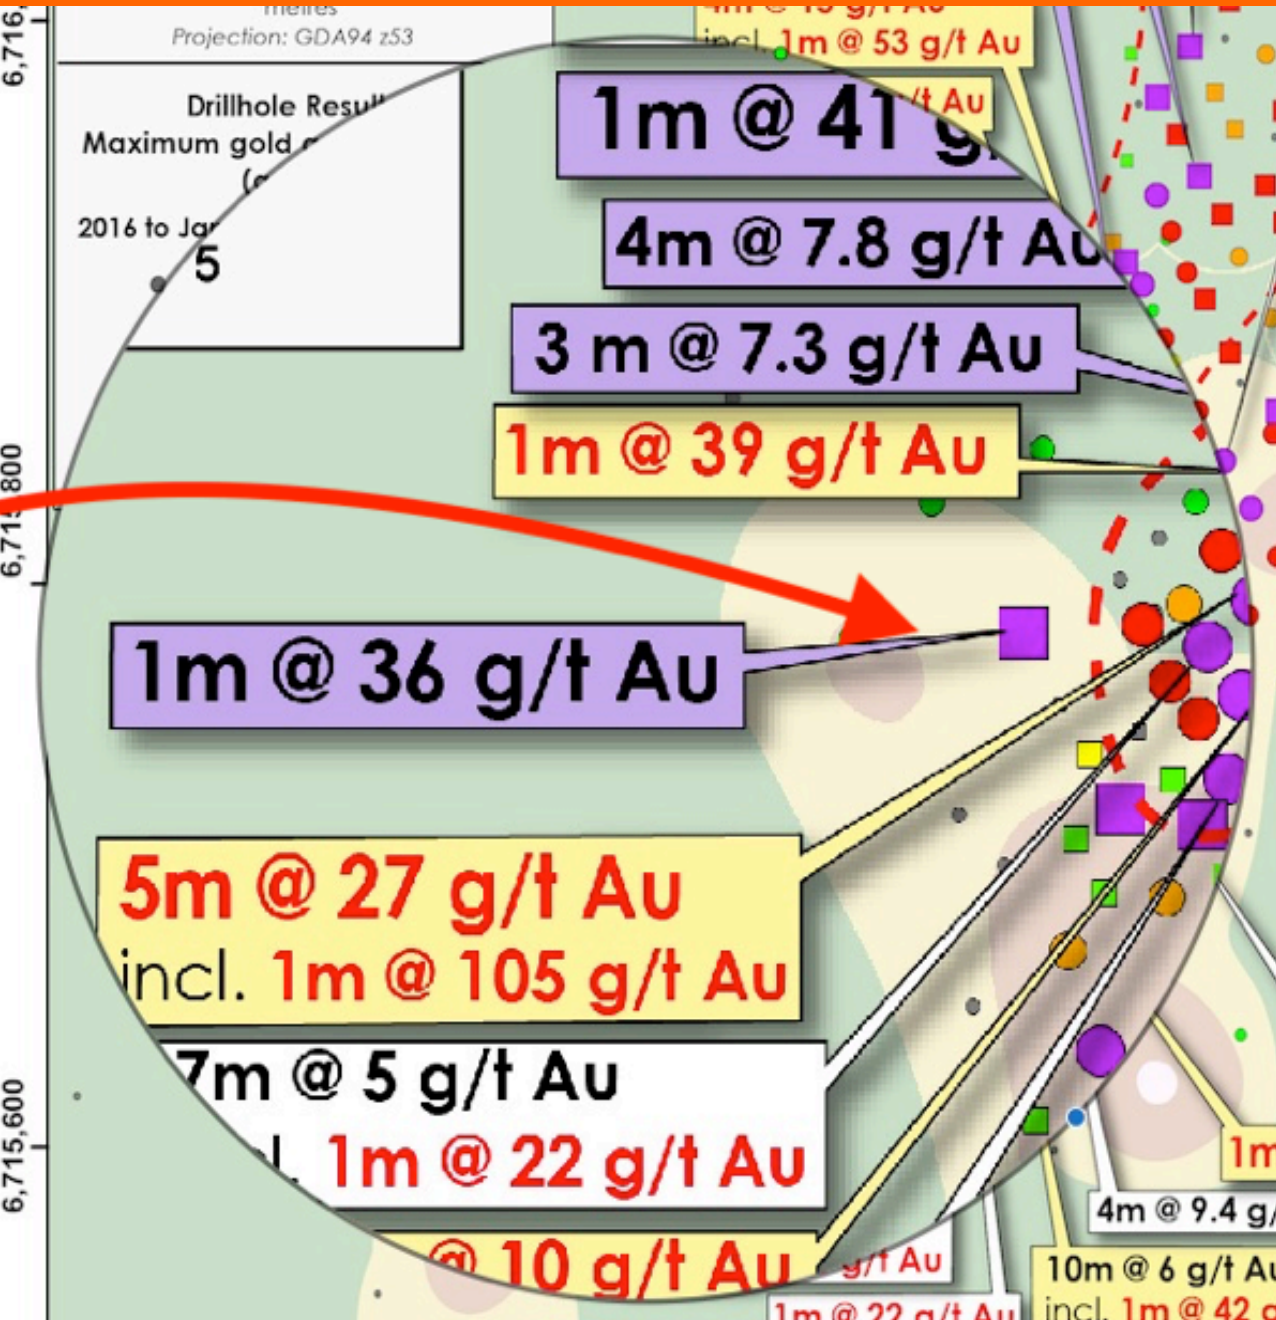 metres
Projection: GDA94 z53
6,716,
Drillhole
Maximum gold
2016 to
5
incl. 1m @ 53 g/t Au
/t Au
1m @ 41 g
4m @ 7.8 g/t Au
3 m @ 7.3 g/t Au
1m @ 39 g/t Au
6,715,800
1m @ 36 g/t Au
5m @ 27 g/t Au
incl. 1m @ 105 g/t Au
7m @ 5 g/t Au
1m @ 22 g/t Au
@ 10 g/t Au
6,715,600
1m
4m @ 9.4 g/
g/t Au
10m @ 6 g/t Au
incl. 1m @ 42 g
1m @ 22 g/t Au